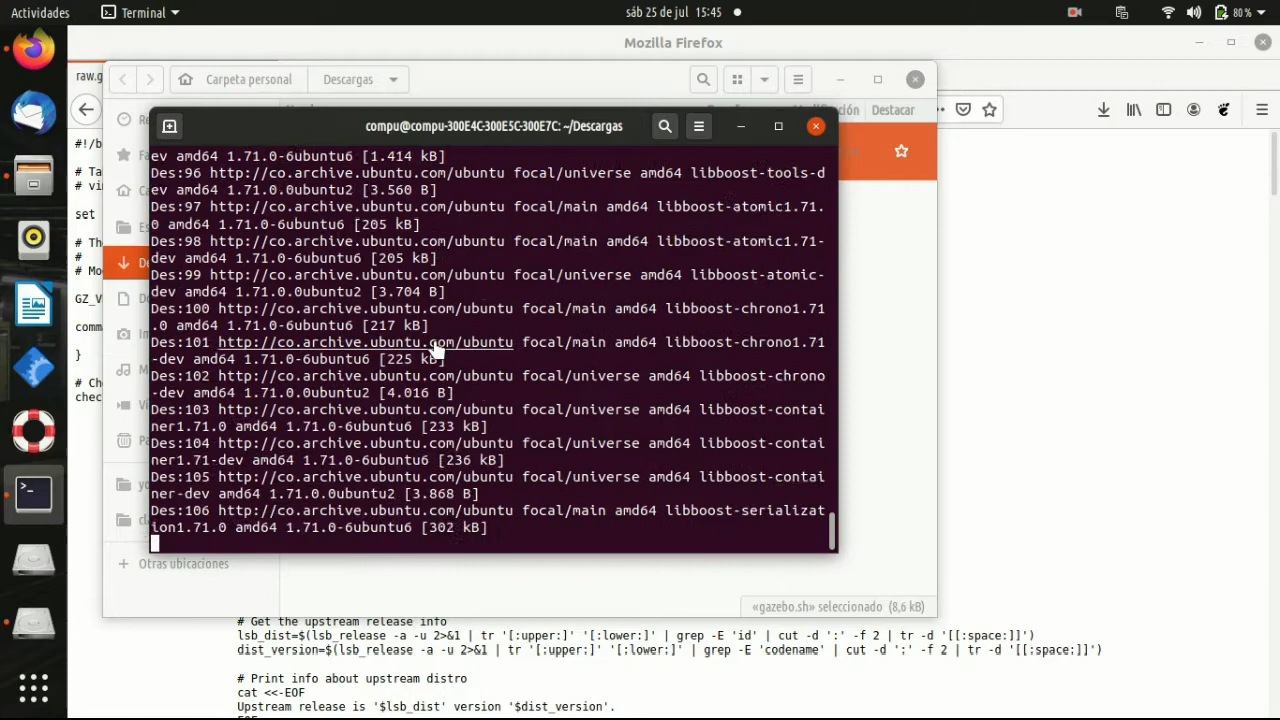 Actividades
Terminal
sáb 25 de jul 15:45
80 %
Mozilla Firefox
raw.g
Carpeta personal
Descargas
Modificación
Destacar
compu@compu-300E4C-300E5C-300E7C: ~/Descargas
#!/b
# Ta
# vi
set
# Th
#
# Mo
GZ_V
comm
}
# Ch
chec
ev amd64 1.71.0-6ubuntu6 [1.414 kB]
Des:96 http://co.archive.ubuntu.com/ubuntu focal/universe amd64 libboost-tools-d
ev amd64 1.71.0.0ubuntu2 [3.560 B]
Des:97 http://co.archive.ubuntu.com/ubuntu focal/main amd64 libboost-atomic1.71.
0 amd64 1.71.0-6ubuntu6 [205 kB]
Des:98 http://co.archive.ubuntu.com/ubuntu focal/main amd64 libboost-atomic1.71-
dev amd64 1.71.0-6ubuntu6 [205 kB]
Des:99 http://co.archive.ubuntu.com/ubuntu focal/universe amd64 libboost-atomic-
dev amd64 1.71.0.0ubuntu2 [3.704 B]
Des:100 http://co.archive.ubuntu.com/ubuntu focal/main amd64 libboost-chrono1.71
.0 amd64 1.71.0-6ubuntu6 [217 kB]
Des:101 http://co.archive.ubuntu.com/ubuntu focal/main amd64 libboost-chrono1.71
-dev amd64 1.71.0-6ubuntu6 [225 kB]
Des:102 http://co.archive.ubuntu.com/ubuntu focal/universe amd64 libboost-chrono
-dev amd64 1.71.0.0ubuntu2 [4.016 B]
Des:103 http://co.archive.ubuntu.com/ubuntu focal/universe amd64 libboost-contai
ner1.71.0 amd64 1.71.0-6ubuntu6 [233 kB]
Des:104 http://co.archive.ubuntu.com/ubuntu focal/universe amd64 libboost-contai
ner1.71-dev amd64 1.71.0-6ubuntu6 [236 kB]
Des:105 http://co.archive.ubuntu.com/ubuntu focal/universe amd64 libboost-contai
ner-dev amd64 1.71.0.0ubuntu2 [3.868 B]
Des:106 http://co.archive.ubuntu.com/ubuntu focal/main amd64 libboost-serializat
ion1.71.0 amd64 1.71.0-6ubuntu6 [302 kB]
Otras ubicaciones
«gazebo.sh» seleccionado (8,6 kB)
# Get the upstream release info
lsb_dist=$(lsb_release -a -u 2>&1 | tr '[:upper:]' '[:lower:]' | grep -E 'id' | cut -d ':' -f 2 | tr -d '[[:space:]]')
dist_version=$(lsb_release -a -u 2>&1 | tr '[:upper:]' '[:lower:]' | grep -E 'codename' | cut -d ':' -f 2 | tr -d '[[:space:]]')
# Print info about upstream distro
cat <<-EOF
Upstream release is '$lsb_dist' version '$dist_version'.
EOF